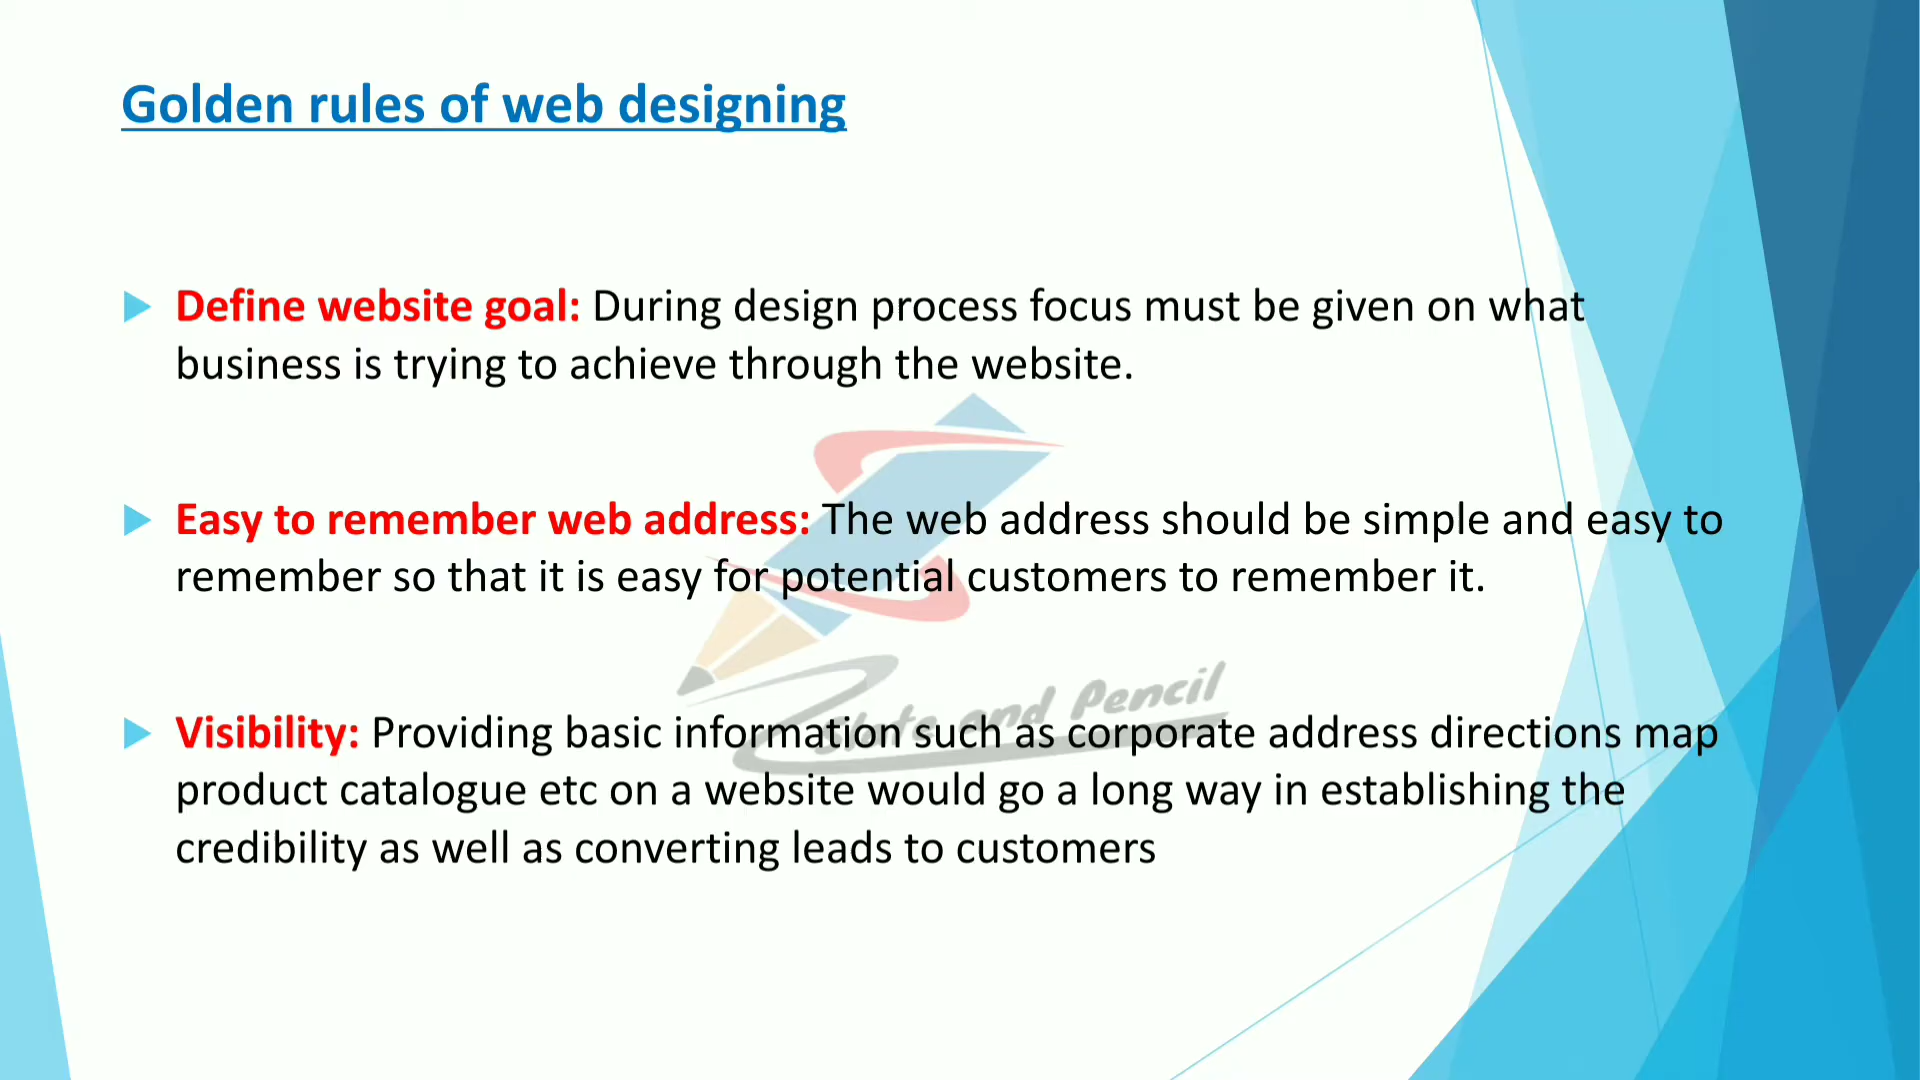 Golden rules of web designing
Define website goal: During design process focus must be given on what
business is trying to achieve through the website.
Easy to remember web address: The web address should be simple and easy to
remember so that it is easy for potential customers to remember it.
Visibility: Providing basic information such as corporate address directions map
product catalogue etc on a website would go a long way in establishing the
credibility as well as converting leads to customers
Slate and Pencil